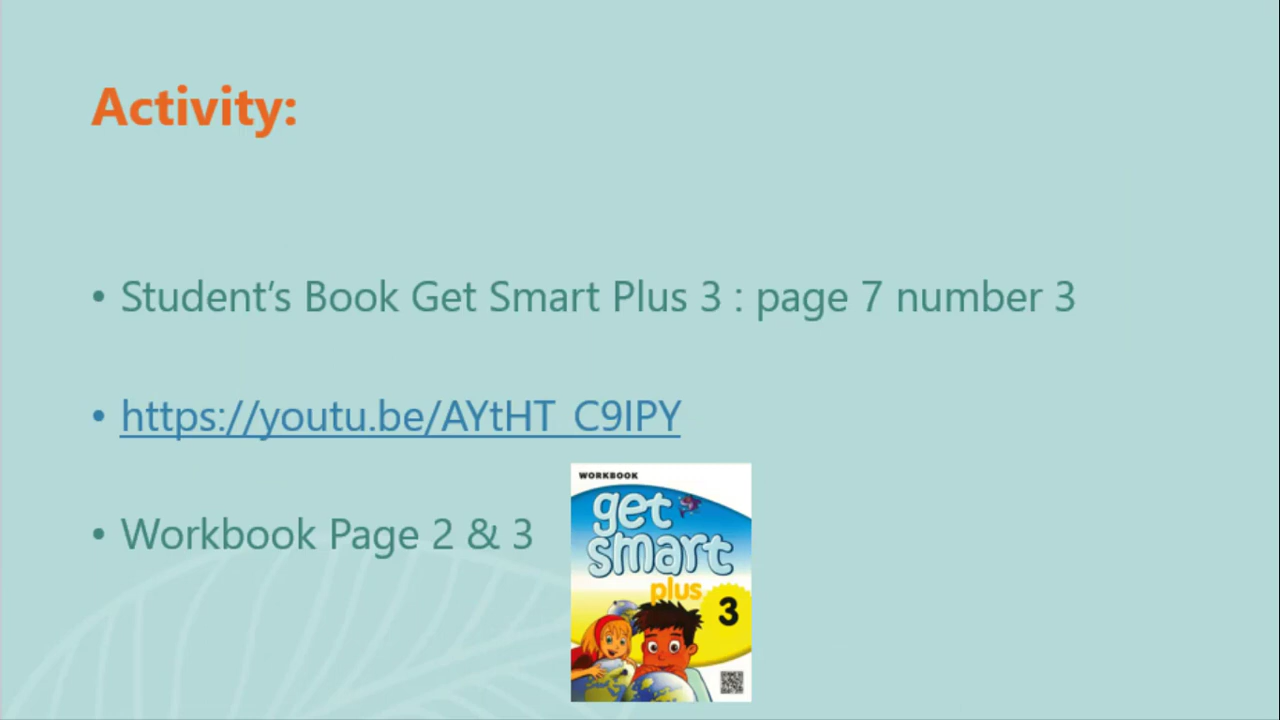 Activity:
• Student's Book Get Smart Plus 3 : page 7 number 3
• https://youtu.be/AYtHT_C9IPY
• Workbook Page 2 & 3
WORKBOOK
get
smart
plus
3